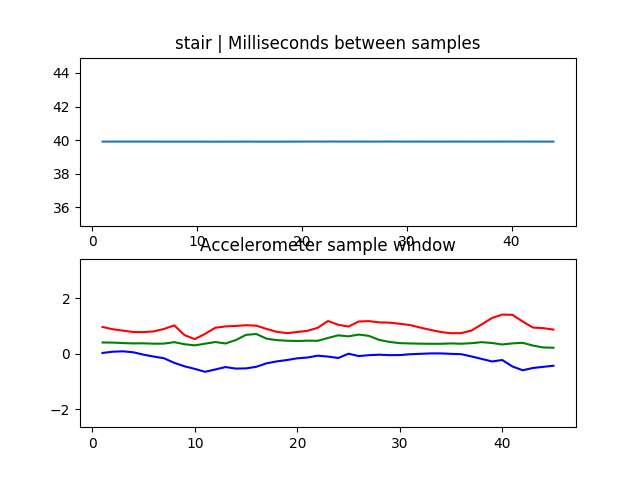 stair | Milliseconds between samples
44
42
40
38
36
0 10 20 30 40
Accelerometer sample window
2
0
−2
0 10 20 30 40